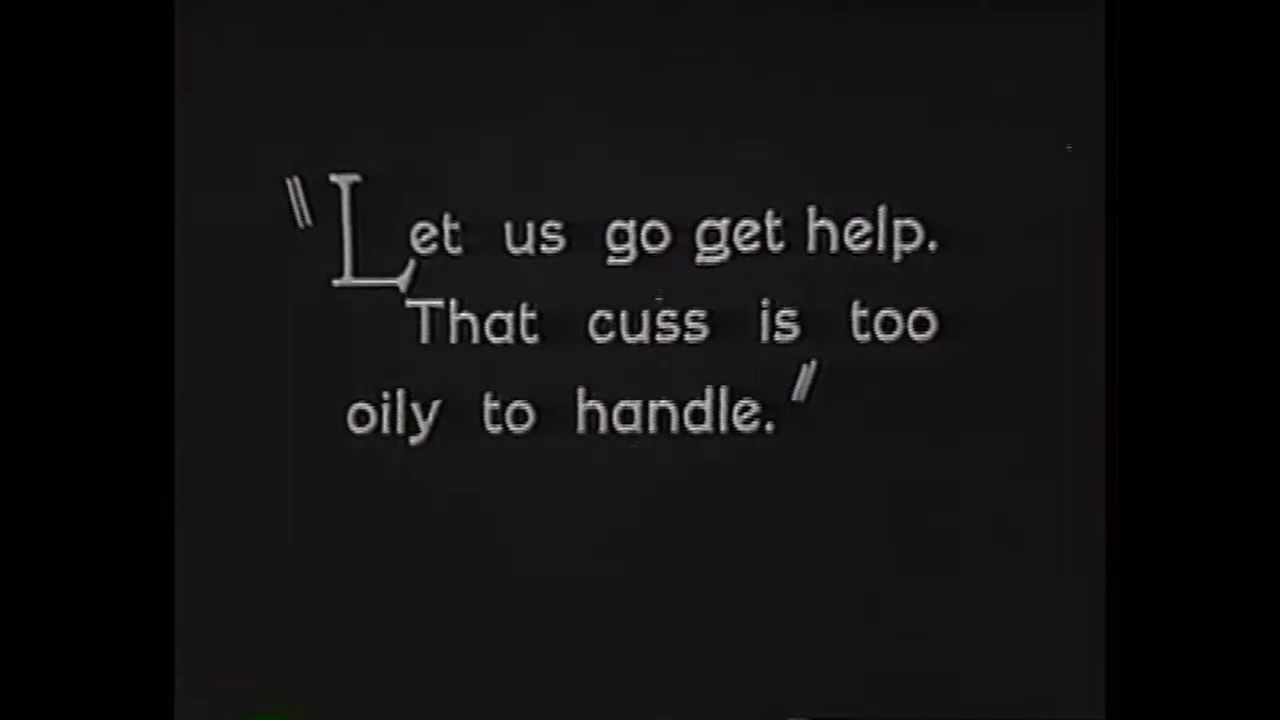 "Let us go get help.
That cuss is too
oily to handle."